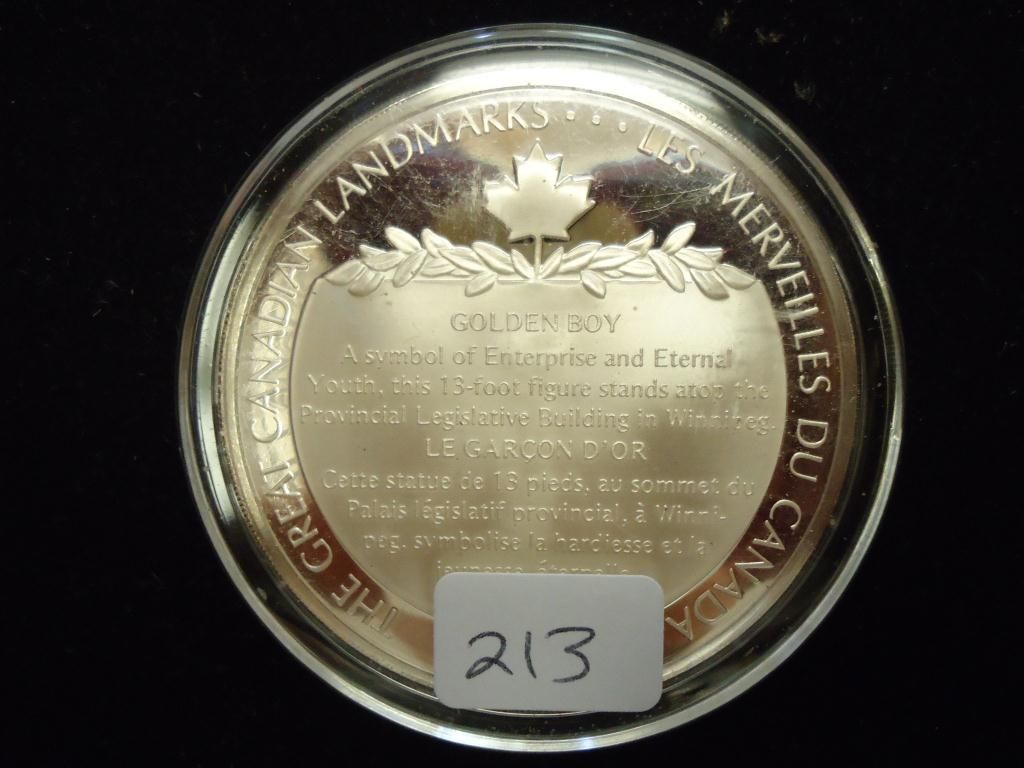 THE GREAT CANADIAN LANDMARKS... LES MERVEILLES DU CANADA
GOLDEN BOY
A symbol of Enterprise and Eternal
Youth, this 13-foot figure stands atop the
Provincial Legislative Building in Winnipeg.
LE GARÇON D'OR
Cette statue de 13 pieds, au sommet du
Palais législatif provincial, à Winni-
peg, symbolise la hardiesse et la
jeunesse éternelle
213